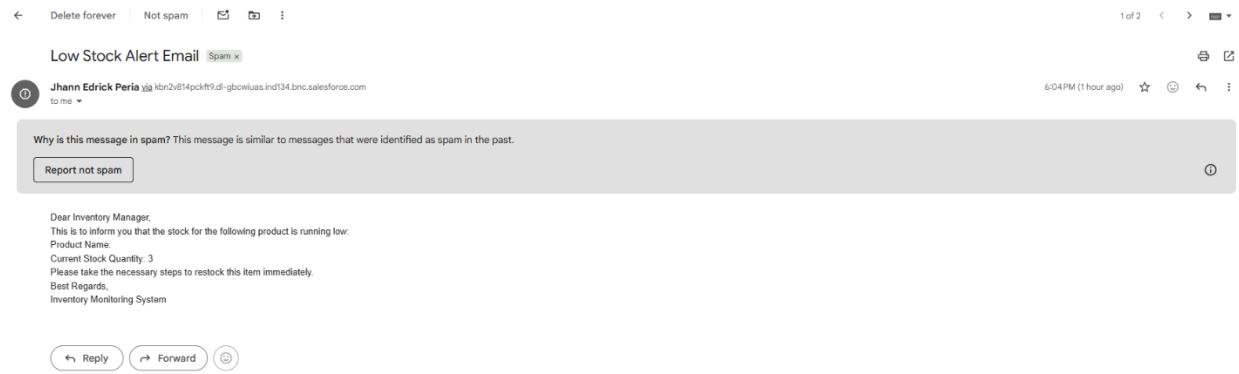 Delete forever Not spam 1 of 2
Low Stock Alert Email Spam x
Jhann Edrick Peria via kbn2v814pckft9.dl-gbcwiuas.ind134.bnc.salesforce.com 6:04 PM (1 hour ago)
to me
Why is this message in spam? This message is similar to messages that were identified as spam in the past.
Report not spam
Dear Inventory Manager,
This is to inform you that the stock for the following product is running low:
Product Name:
Current Stock Quantity: 3
Please take the necessary steps to restock this item immediately.
Best Regards,
Inventory Monitoring System
Reply Forward